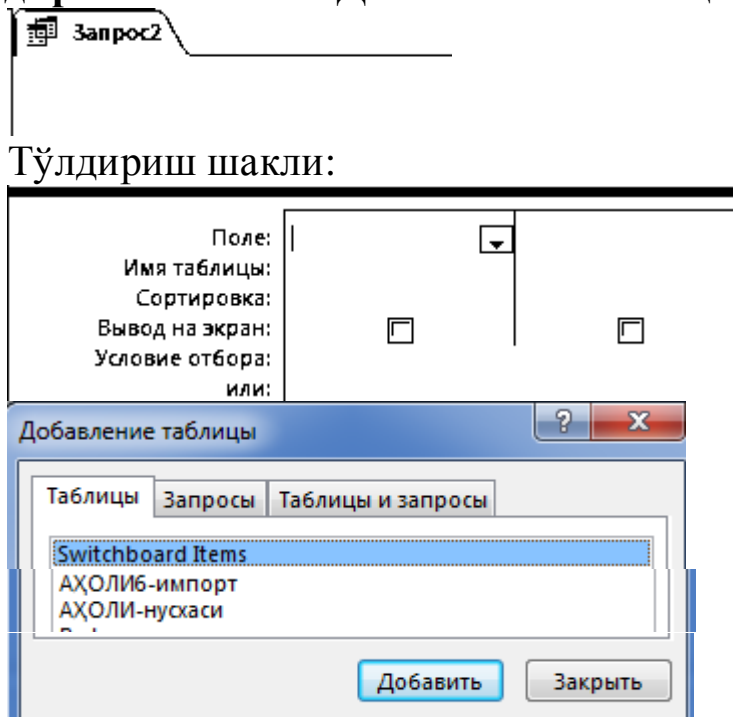 Запрос2
Тўлдириш шакли:
Поле:
Имя таблицы:
Сортировка:
Вывод на экран:
Условие отбора:
или:
Добавление таблицы
Таблицы Запросы Таблицы и запросы
Switchboard Items
АҲОЛИ6-импорт
АҲОЛИ-нусхаси
Добавить Закрыть